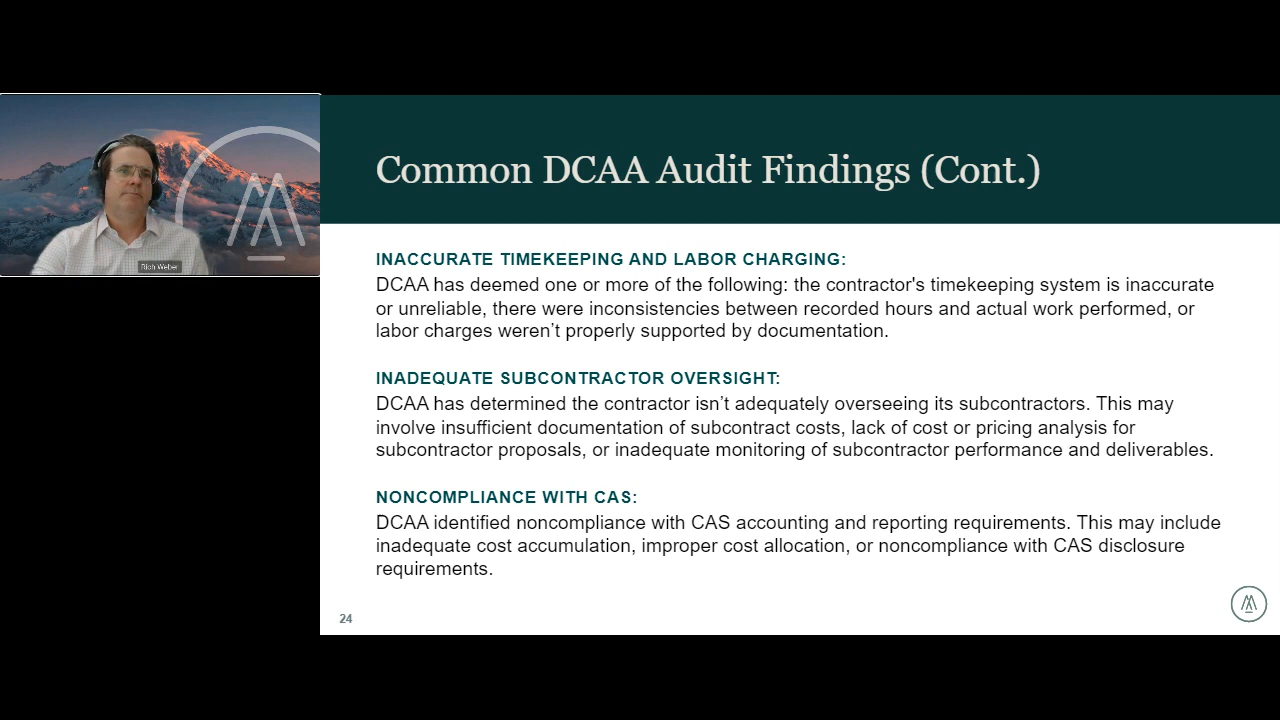 Rich Weber
Common DCAA Audit Findings (Cont.)
INACCURATE TIMEKEEPING AND LABOR CHARGING:
DCAA has deemed one or more of the following: the contractor's timekeeping system is inaccurate
or unreliable, there were inconsistencies between recorded hours and actual work performed, or
labor charges weren’t properly supported by documentation.
INADEQUATE SUBCONTRACTOR OVERSIGHT:
DCAA has determined the contractor isn’t adequately overseeing its subcontractors. This may
involve insufficient documentation of subcontract costs, lack of cost or pricing analysis for
subcontractor proposals, or inadequate monitoring of subcontractor performance and deliverables.
NONCOMPLIANCE WITH CAS:
DCAA identified noncompliance with CAS accounting and reporting requirements. This may include
inadequate cost accumulation, improper cost allocation, or noncompliance with CAS disclosure
requirements.
24